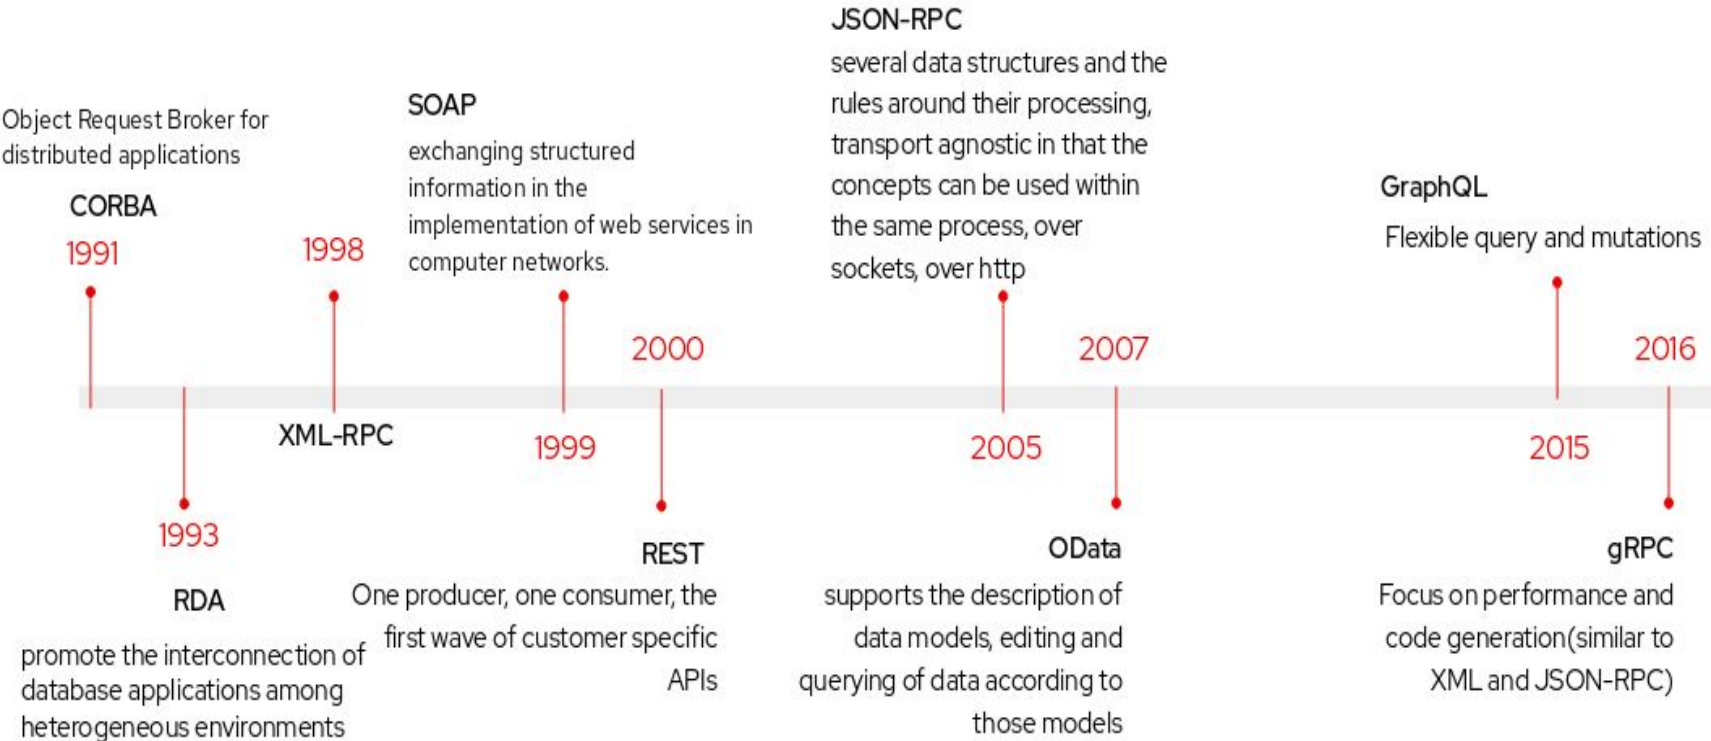 Object Request Broker for
distributed applications
CORBA
1991
1993
RDA
promote the interconnection of
database applications among
heterogeneous environments
1998
XML-RPC
SOAP
exchanging structured
information in the
implementation of web services in
computer networks.
1999
2000
REST
One producer, one consumer, the
first wave of customer specific
APIs
JSON-RPC
several data structures and the
rules around their processing,
transport agnostic in that the
concepts can be used within
the same process, over
sockets, over http
2005
2007
OData
supports the description of
data models, editing and
querying of data according to
those models
GraphQL
Flexible query and mutations
2015
2016
gRPC
Focus on performance and
code generation(similar to
XML and JSON-RPC)